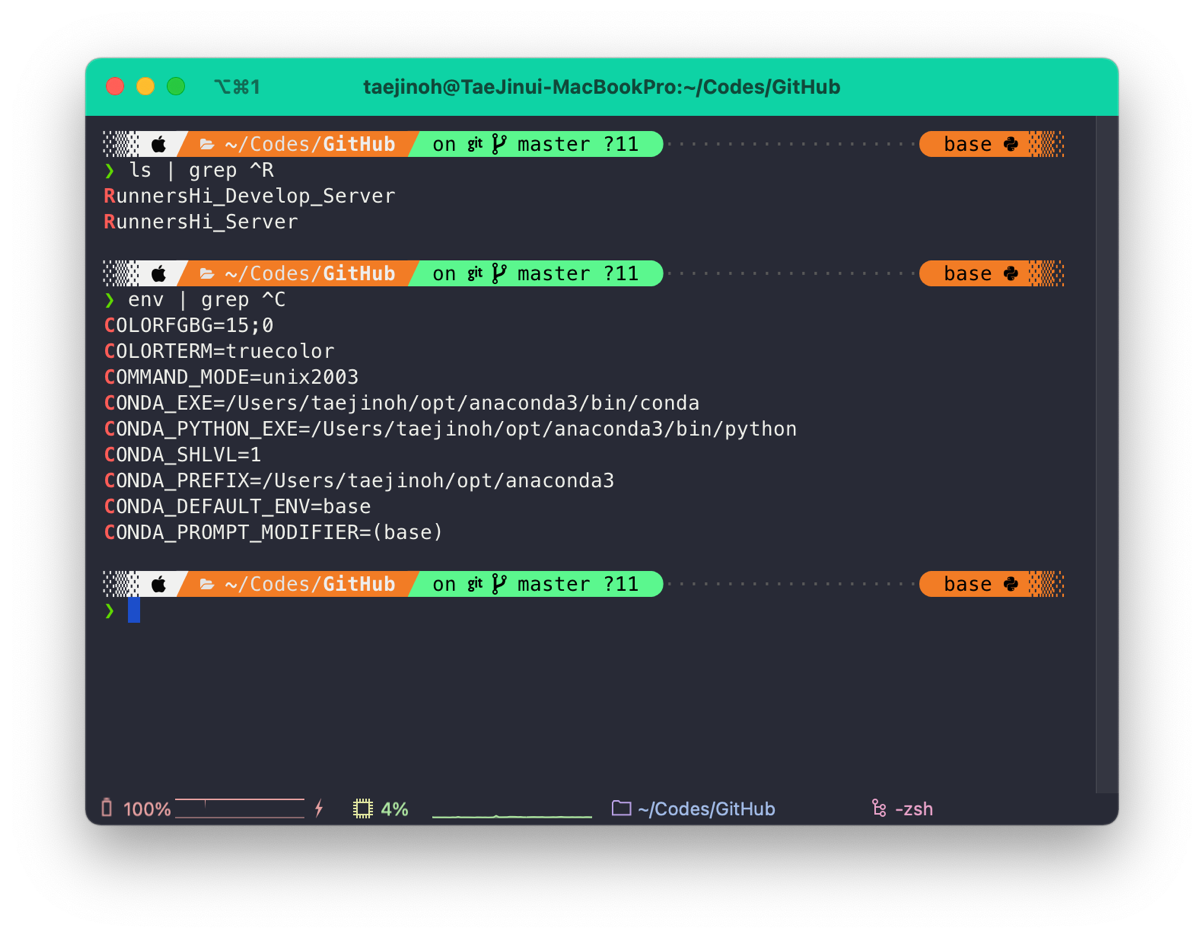 ⌥⌘1 taejinoh@TaeJinui-MacBookPro:~/Codes/GitHub
~/Codes/GitHub on git master ?11 base
❯ ls | grep ^R
RunnersHi_Develop_Server
RunnersHi_Server
~/Codes/GitHub on git master ?11 base
❯ env | grep ^C
COLORFGBG=15;0
COLORTERM=truecolor
COMMAND_MODE=unix2003
CONDA_EXE=/Users/taejinoh/opt/anaconda3/bin/conda
CONDA_PYTHON_EXE=/Users/taejinoh/opt/anaconda3/bin/python
CONDA_SHLVL=1
CONDA_PREFIX=/Users/taejinoh/opt/anaconda3
CONDA_DEFAULT_ENV=base
CONDA_PROMPT_MODIFIER=(base)
~/Codes/GitHub on git master ?11 base
❯
100% 4% ~/Codes/GitHub -zsh